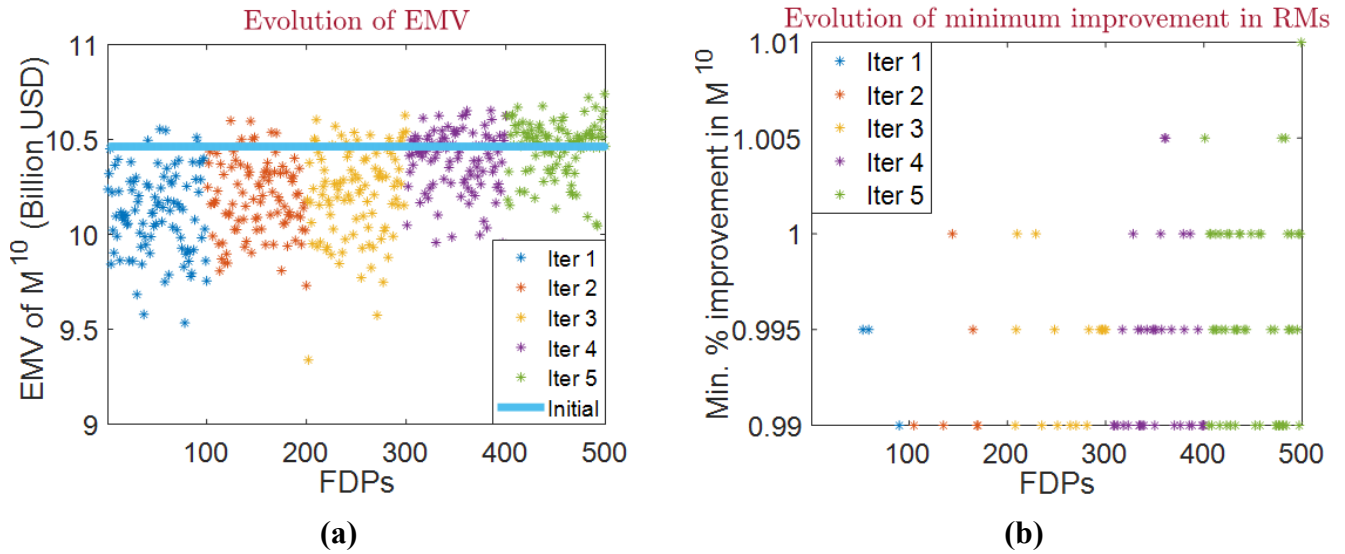 Evolution of EMV
EMV of M 10 (Billion USD)
11
10.5
10
9.5
9
Iter 1
Iter 2
Iter 3
Iter 4
Iter 5
Initial
100 200 300 400 500
FDPs
(a)
Evolution of minimum improvement in RMs
Min. % improvement in M 10
1.01
1.005
1
0.995
0.99
Iter 1
Iter 2
Iter 3
Iter 4
Iter 5
100 200 300 400 500
FDPs
(b)